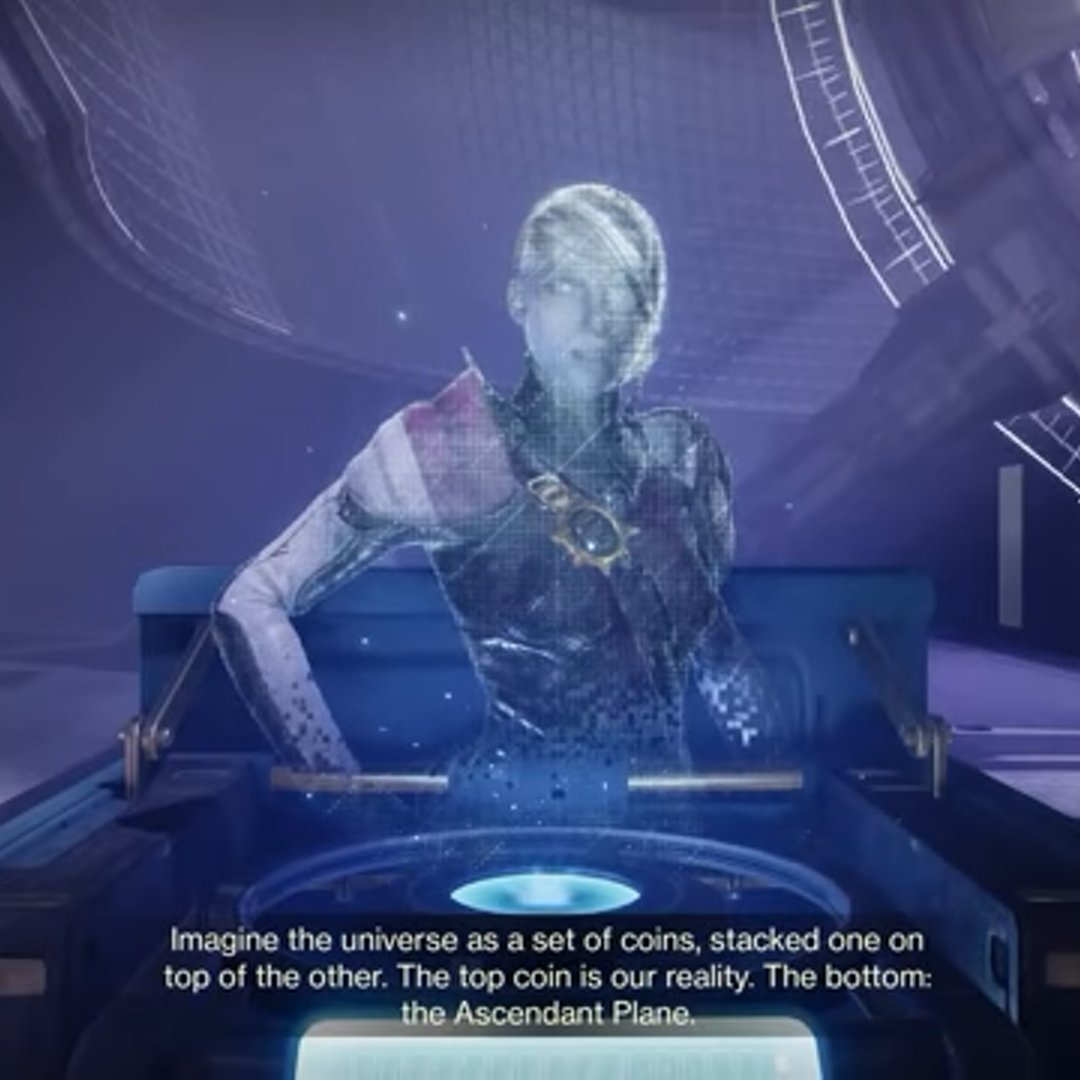 Imagine the universe as a set of coins, stacked one on
top of the other. The top coin is our reality. The bottom:
the Ascendant Plane.